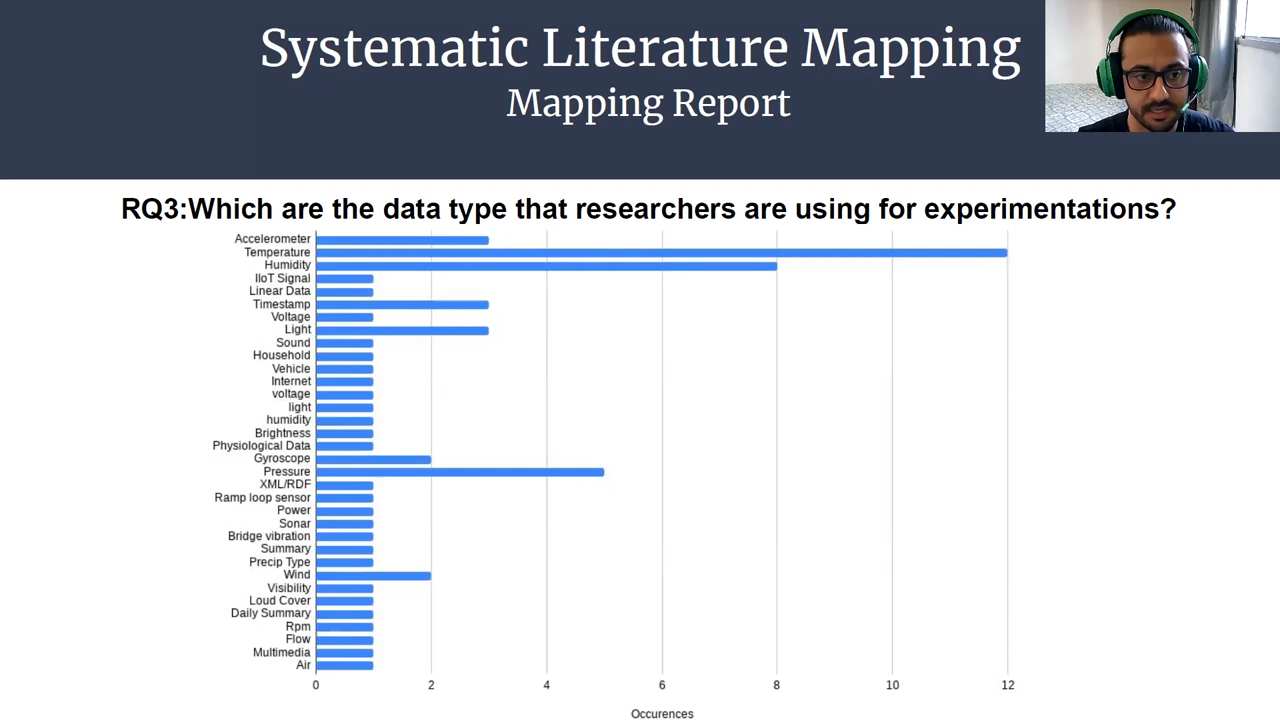 Systematic Literature Mapping
Mapping Report
RQ3:Which are the data type that researchers are using for experimentations?
Accelerometer
Temperature
Humidity
IIoT Signal
Linear Data
Timestamp
Voltage
Light
Sound
Household
Vehicle
Internet
voltage
light
humidity
Brightness
Physiological Data
Gyroscope
Pressure
XML/RDF
Ramp loop sensor
Power
Sonar
Bridge vibration
Summary
Precip Type
Wind
Visibility
Loud Cover
Daily Summary
Rpm
Flow
Multimedia
Air
0 2 4 6 8 10 12
Occurences